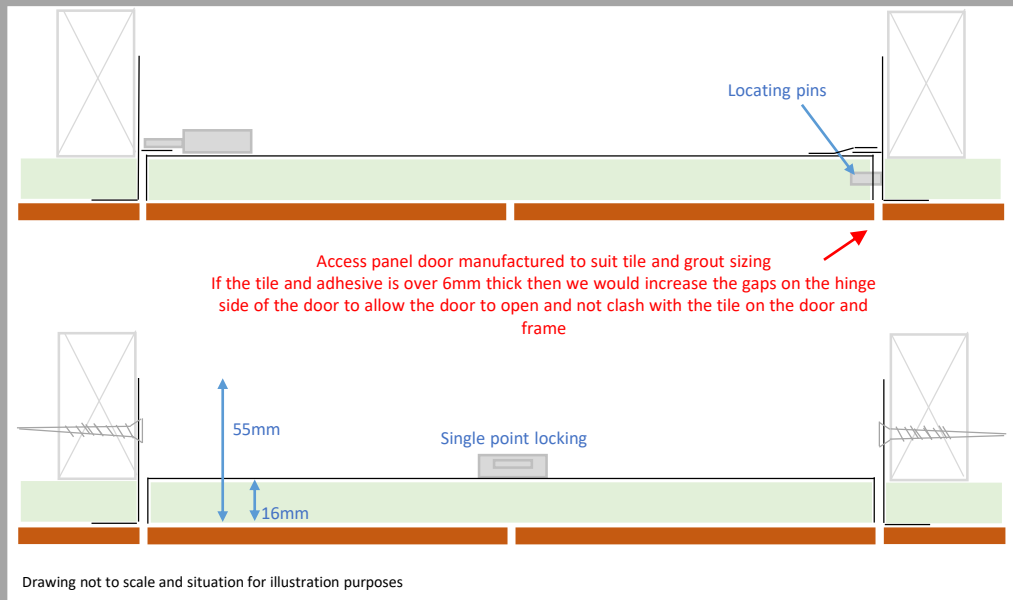 Locating pins
Access panel door manufactured to suit tile and grout sizing
If the tile and adhesive is over 6mm thick then we would increase the gaps on the hinge
side of the door to allow the door to open and not clash with the tile on the door and
frame
55mm
Single point locking
16mm
Drawing not to scale and situation for illustration purposes